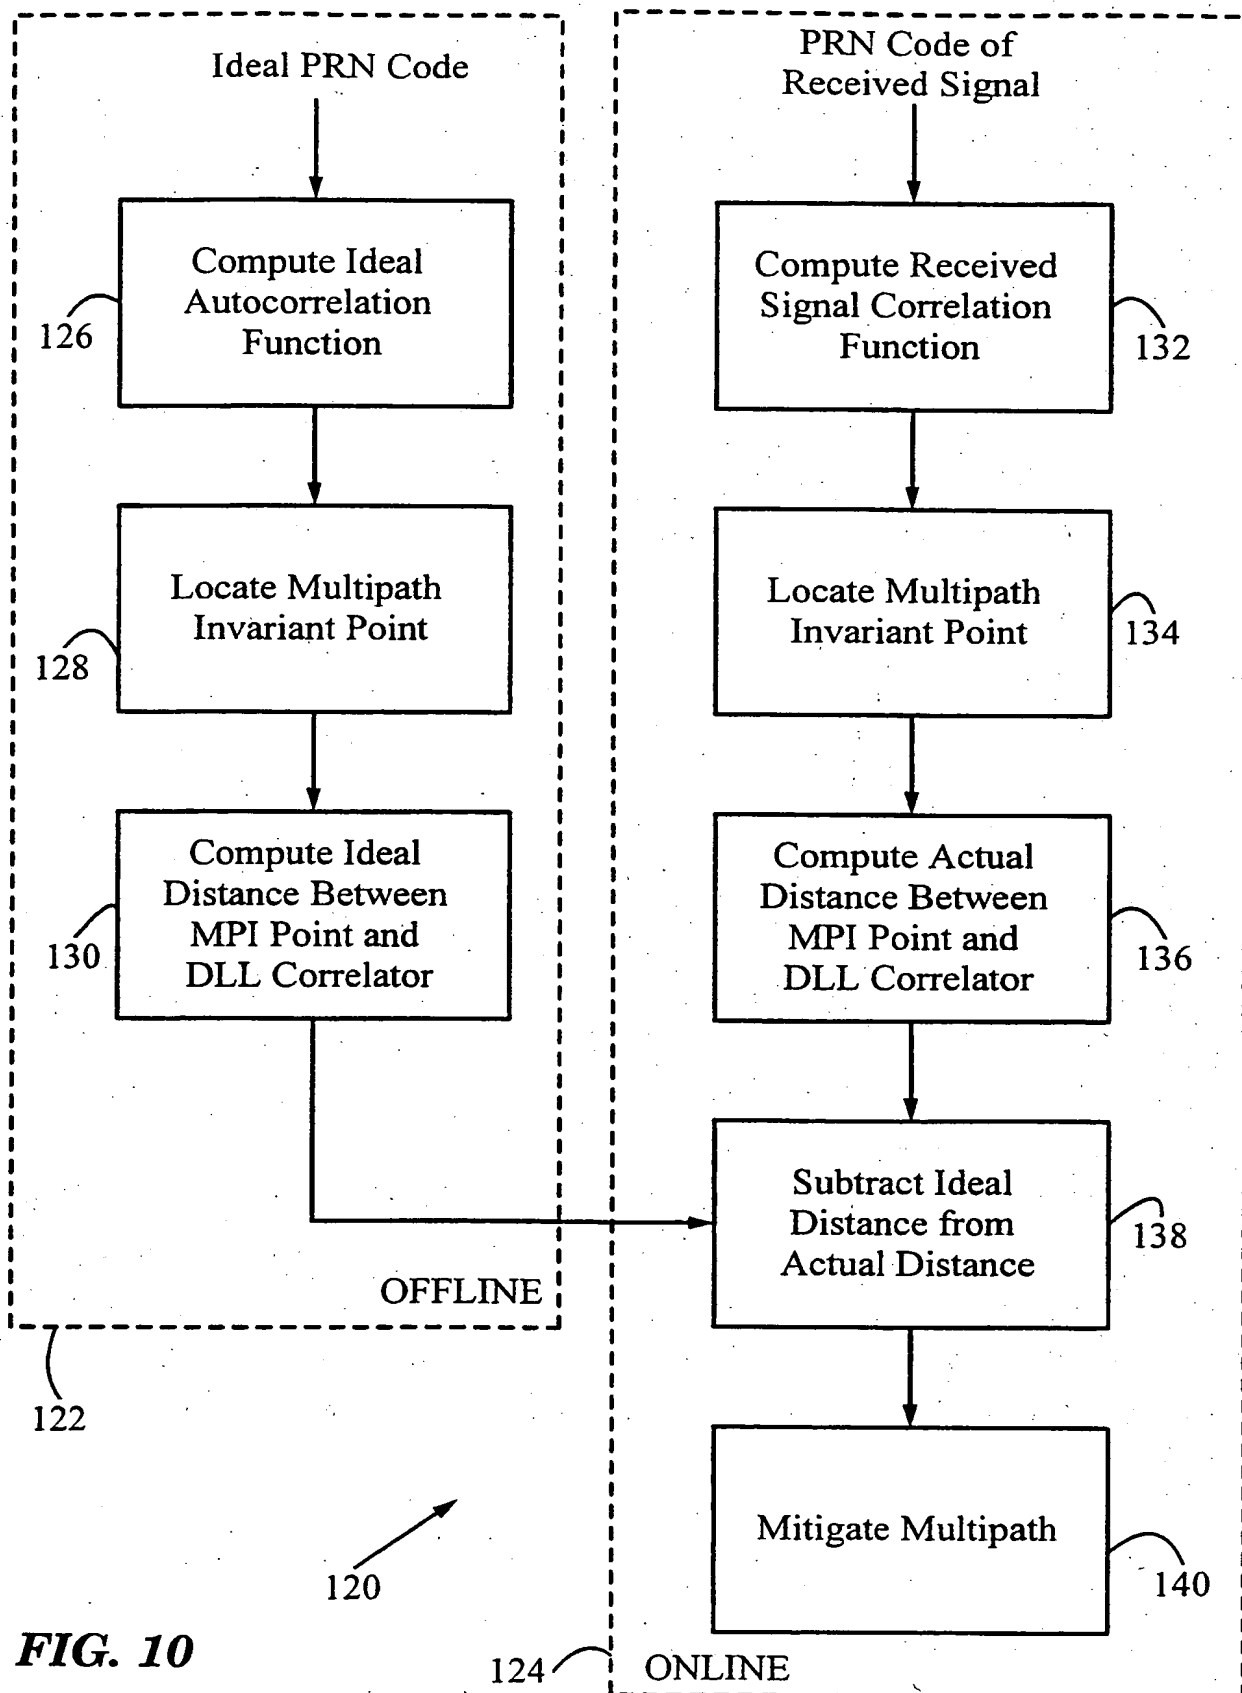 Ideal PRN Code
Compute Ideal
Autocorrelation
Function
126
Locate Multipath
Invariant Point
128
Compute Ideal
Distance Between
MPI Point and
DLL Correlator
130
OFFLINE
122
PRN Code of
Received Signal
Compute Received
Signal Correlation
Function
132
Locate Multipath
Invariant Point
134
Compute Actual
Distance Between
MPI Point and
DLL Correlator
136
Subtract Ideal
Distance from
Actual Distance
138
Mitigate Multipath
140
120
124
ONLINE
FIG. 10